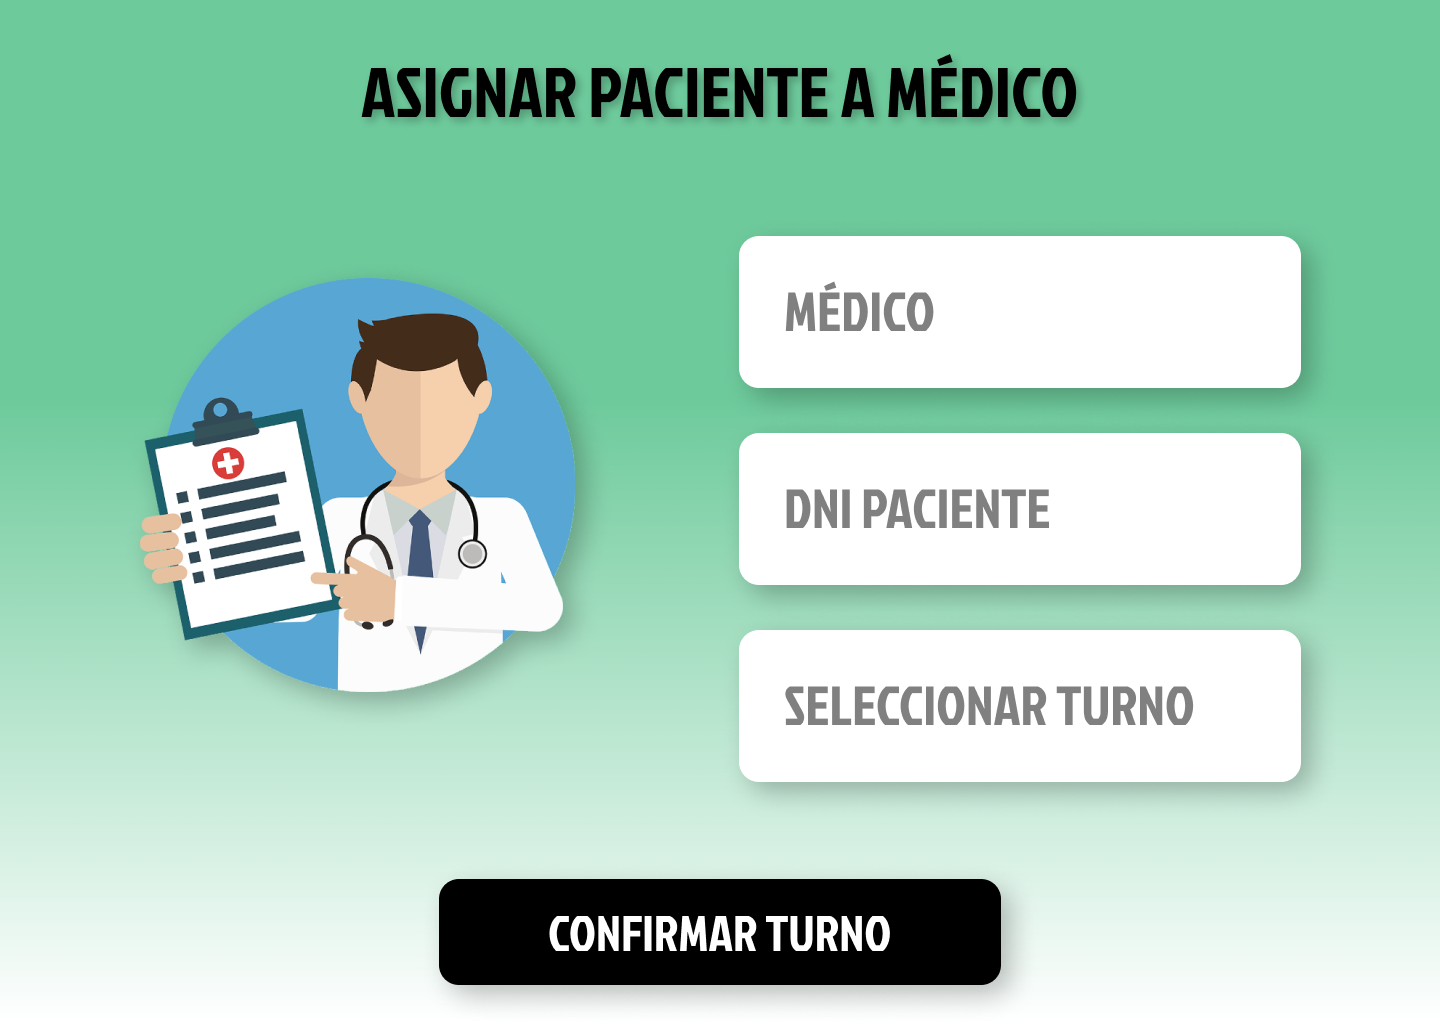 ASIGNAR PACIENTE A MÉDICO
MÉDICO
DNI PACIENTE
SELECCIONAR TURNO
CONFIRMAR TURNO